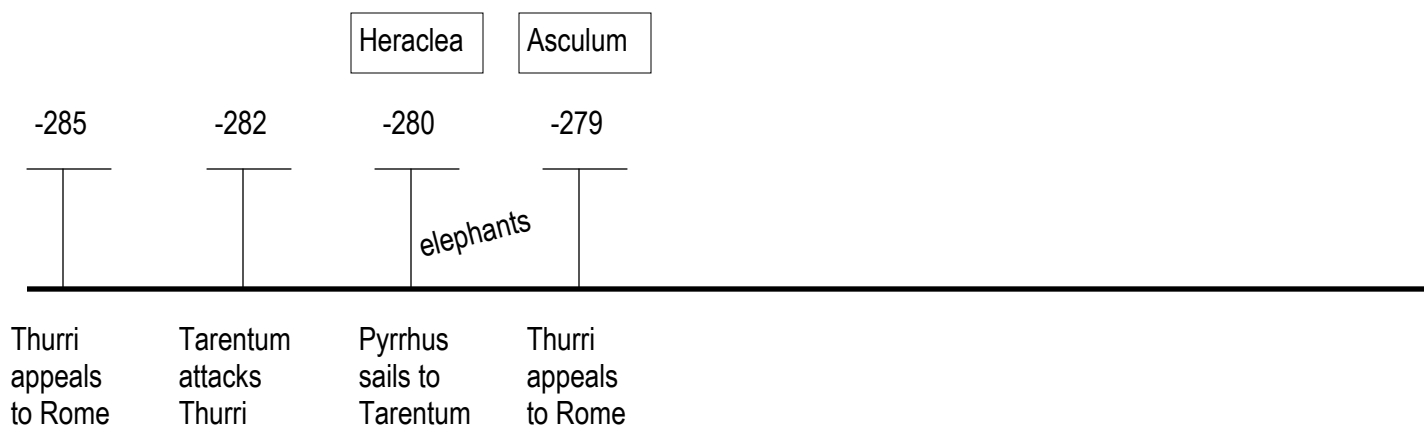 Heraclea Asculum
-285 -282 -280 -279
elephants
Thurri
appeals
to Rome
Tarentum
attacks
Thurri
Pyrrhus
sails to
Tarentum
Thurri
appeals
to Rome